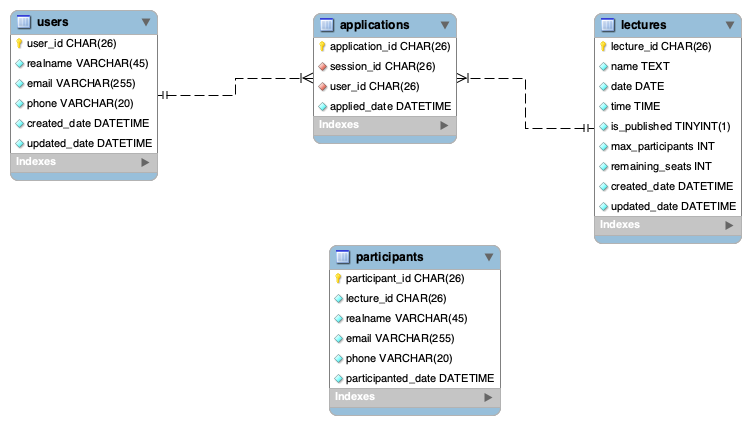 users
user_id CHAR(26)
realname VARCHAR(45)
email VARCHAR(255)
phone VARCHAR(20)
created_date DATETIME
updated_date DATETIME
Indexes
applications
application_id CHAR(26)
session_id CHAR(26)
user_id CHAR(26)
applied_date DATETIME
Indexes
lectures
lecture_id CHAR(26)
name TEXT
date DATE
time TIME
is_published TINYINT(1)
max_participants INT
remaining_seats INT
created_date DATETIME
updated_date DATETIME
Indexes
participants
participant_id CHAR(26)
lecture_id CHAR(26)
realname VARCHAR(45)
email VARCHAR(255)
phone VARCHAR(20)
participanted_date DATETIME
Indexes